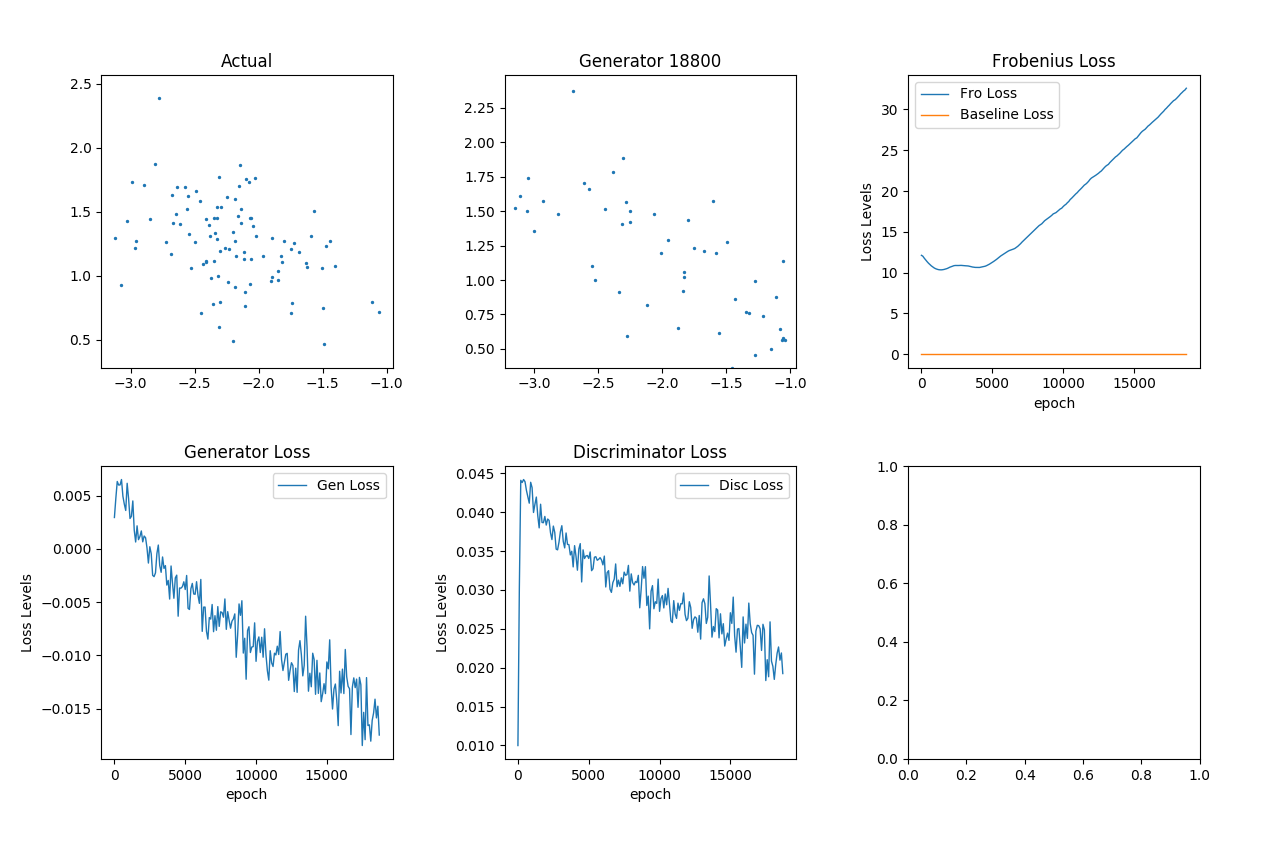 Actual
2.5
2.0
1.5
1.0
0.5
−3.0 −2.5 −2.0 −1.5 −1.0
Generator 18800
2.25
2.00
1.75
1.50
1.25
1.00
0.75
0.50
−3.0 −2.5 −2.0 −1.5 −1.0
Frobenius Loss
Fro Loss
Baseline Loss
Loss Levels
30
25
20
15
10
5
0
0 5000 10000 15000
epoch
Generator Loss
Gen Loss
Loss Levels
0.005
0.000
−0.005
−0.010
−0.015
0 5000 10000 15000
epoch
Discriminator Loss
Disc Loss
Loss Levels
0.045
0.040
0.035
0.030
0.025
0.020
0.015
0.010
0 5000 10000 15000
epoch
1.0
0.8
0.6
0.4
0.2
0.0
0.0 0.2 0.4 0.6 0.8 1.0